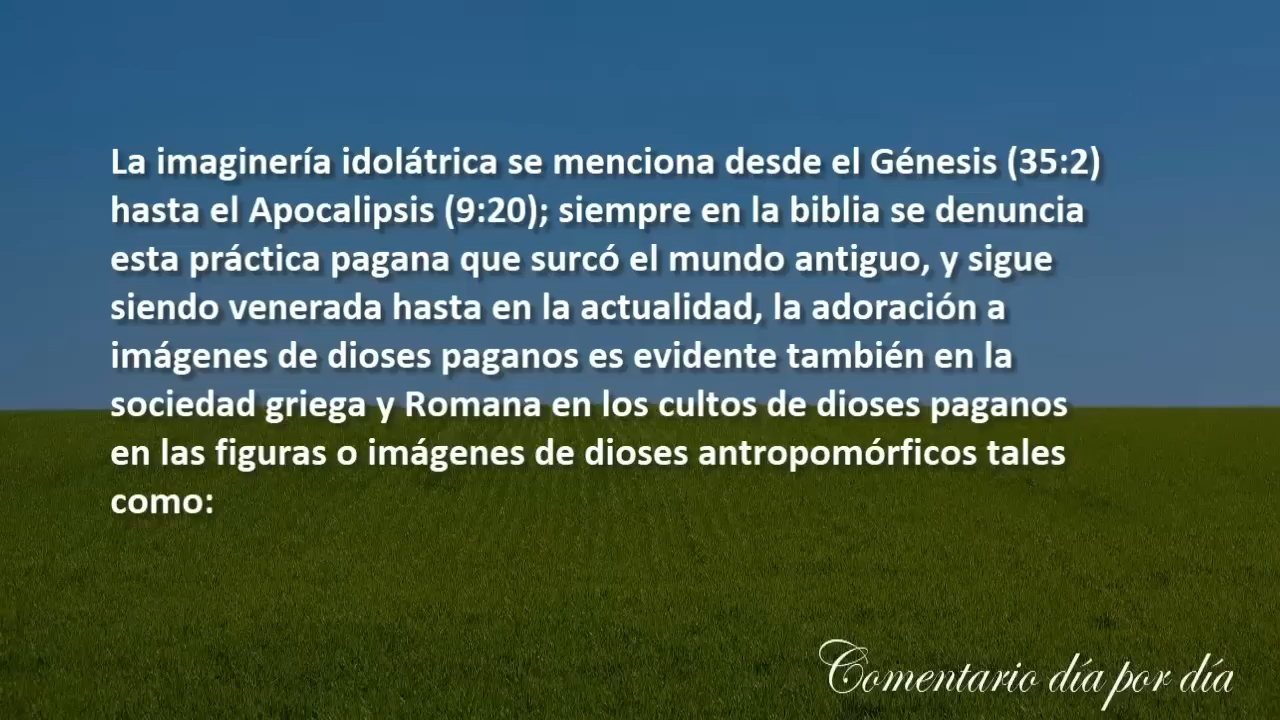 La imaginería idolátrica se menciona desde el Génesis (35:2)
hasta el Apocalipsis (9:20); siempre en la biblia se denuncia
esta práctica pagana que surcó el mundo antiguo, y sigue
siendo venerada hasta en la actualidad, la adoración a
imágenes de dioses paganos es evidente también en la
sociedad griega y Romana en los cultos de dioses paganos
en las figuras o imágenes de dioses antropomórficos tales
como:
Comentario día por día